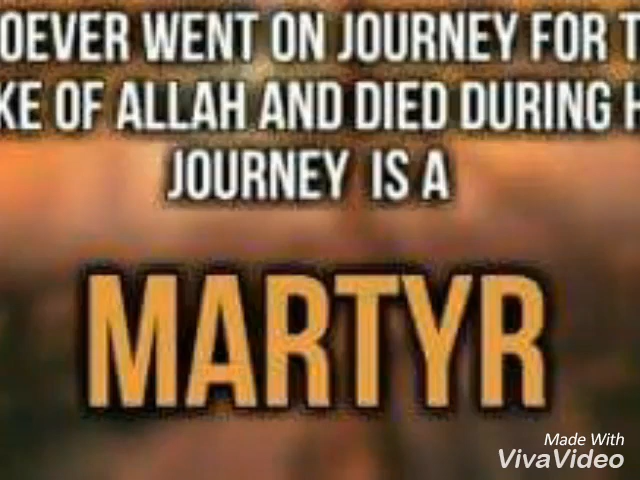 OEVER WENT ON JOURNEY FOR T
KE OF ALLAH AND DIED DURING H
JOURNEY IS A
MARTYR
Made With
VivaVideo